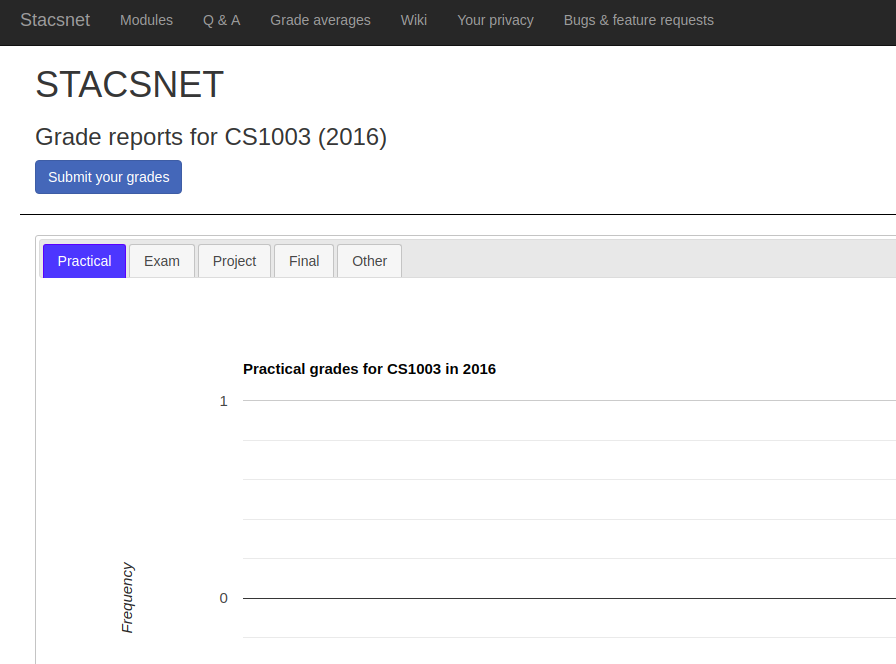 Stacsnet Modules Q & A Grade averages Wiki Your privacy Bugs & feature requests
STACSNET
Grade reports for CS1003 (2016)
Submit your grades
Practical Exam Project Final Other
Practical grades for CS1003 in 2016
1
0
Frequency